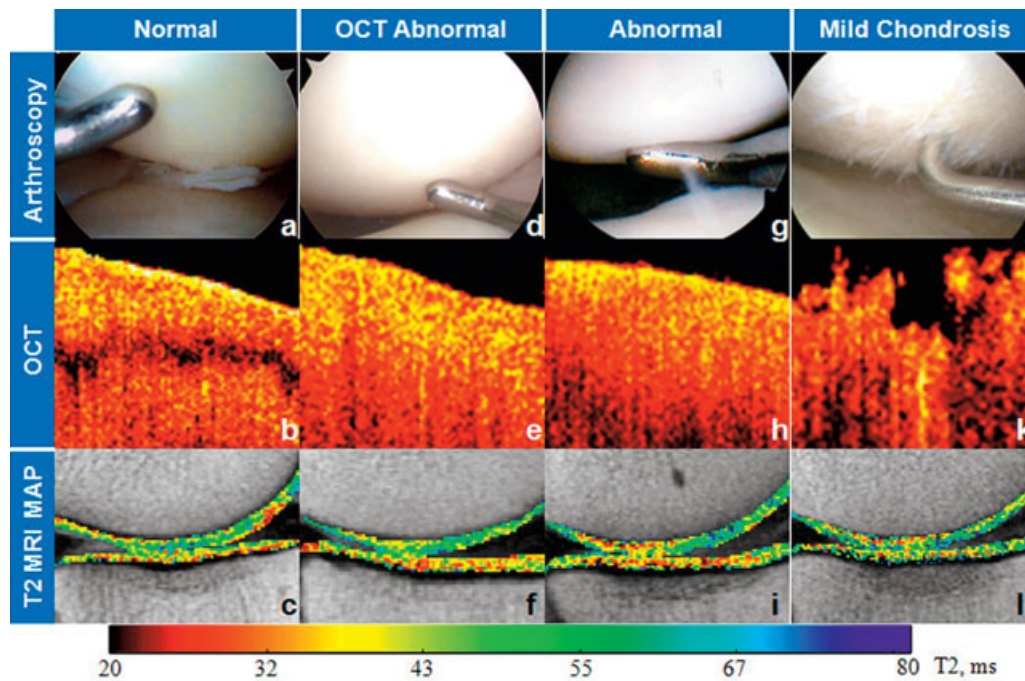 Normal
OCT Abnormal
Abnormal
Mild Chondrosis
Arthroscopy
a
d
g
OCT
b
e
h
k
T2 MRI MAP
c
f
i
l
20
32
43
55
67
80
T2, ms